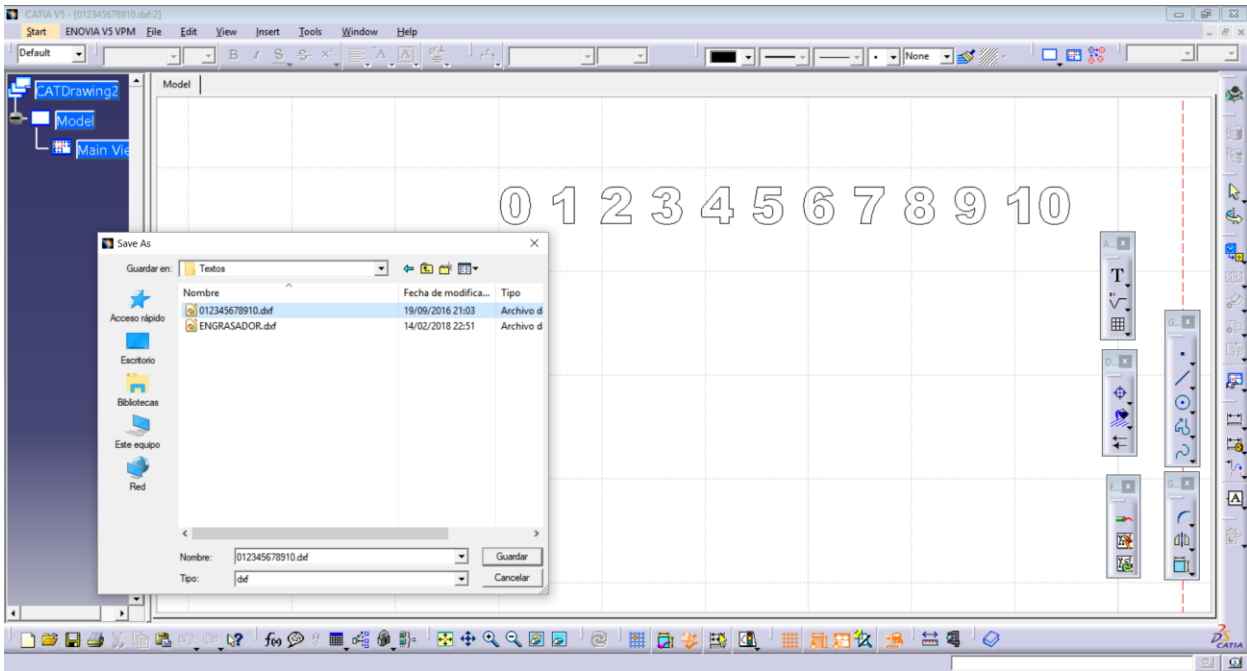 CATIA V5 - [012345678910.dxf:2]
Start ENOVIA V5 VPM File Edit View Insert Tools Window Help
Default
B I S S X
None
CATDrawing2
Model
Main Vie
Model
0 1 2 3 4 5 6 7 8 9 10
Save As
Guardar en: Textos
Nombre Fecha de modifica... Tipo
012345678910.dxf 19/09/2016 21:03 Archivo d
ENGRASADOR.dxf 14/02/2018 22:51 Archivo d
Acceso rápido
Escritorio
Bibliotecas
Este equipo
Red
Nombre: 012345678910.dxf Guardar
Tipo: dxf Cancelar
A...
T
D...
E...
G...
G...
A
f(x)
CATIA